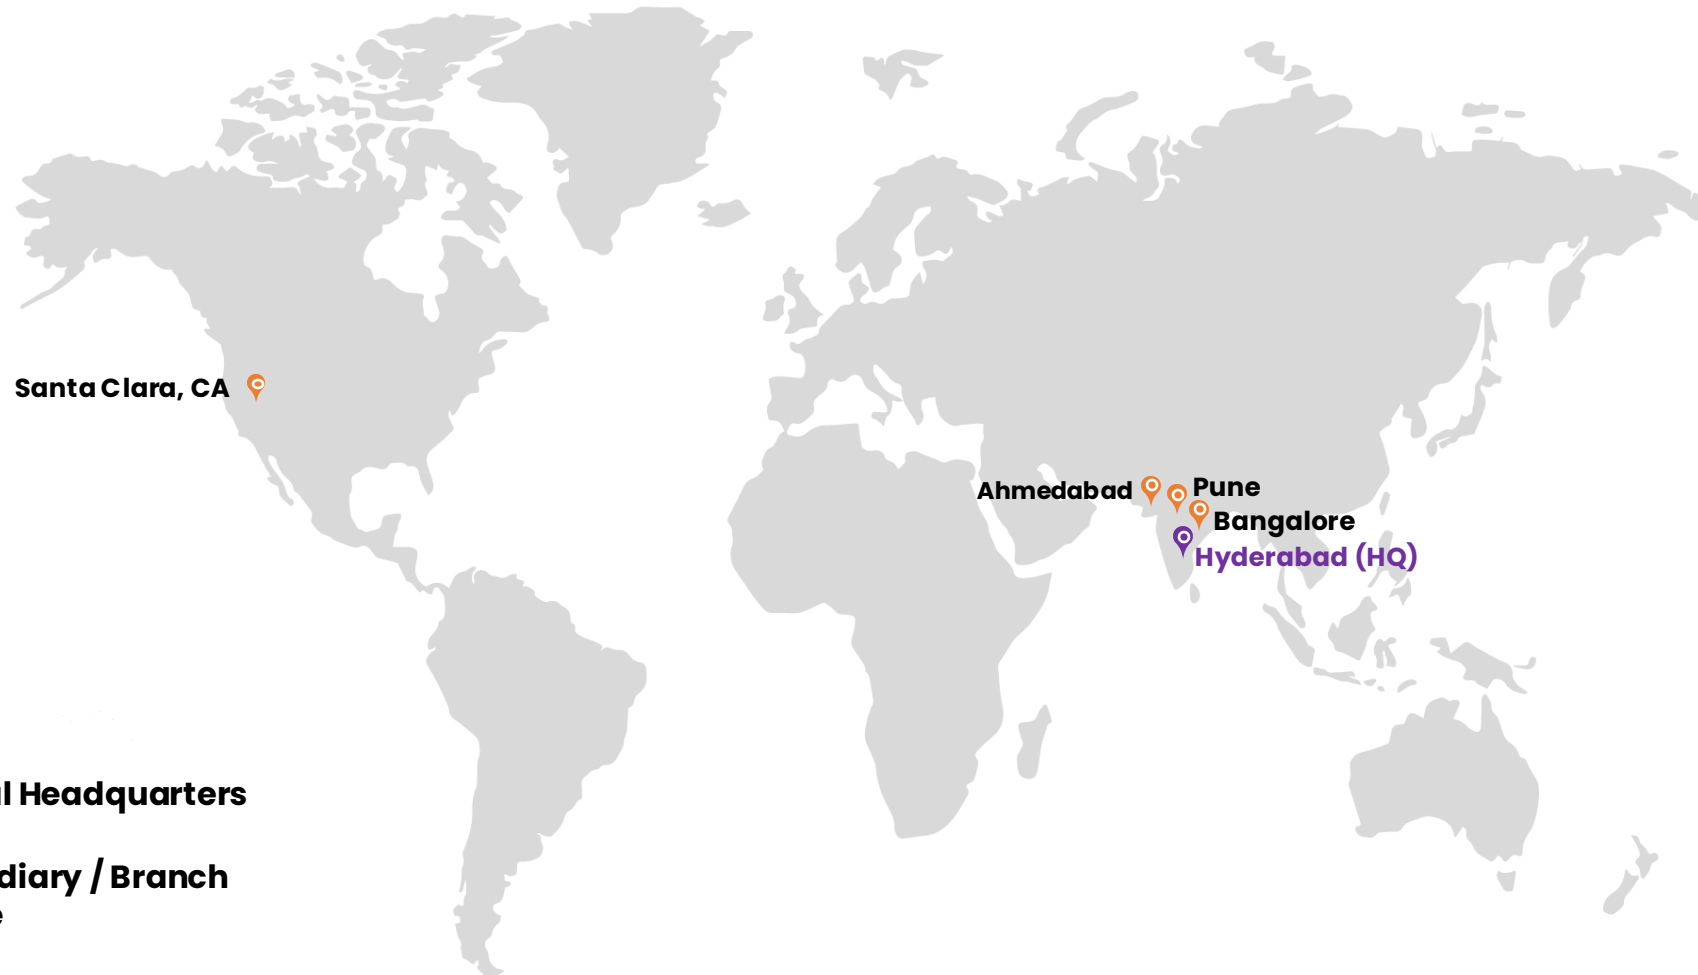 Santa Clara, CA
Ahmedabad
Pune
Bangalore
Hyderabad (HQ)
l Headquarters
diary / Branch
e